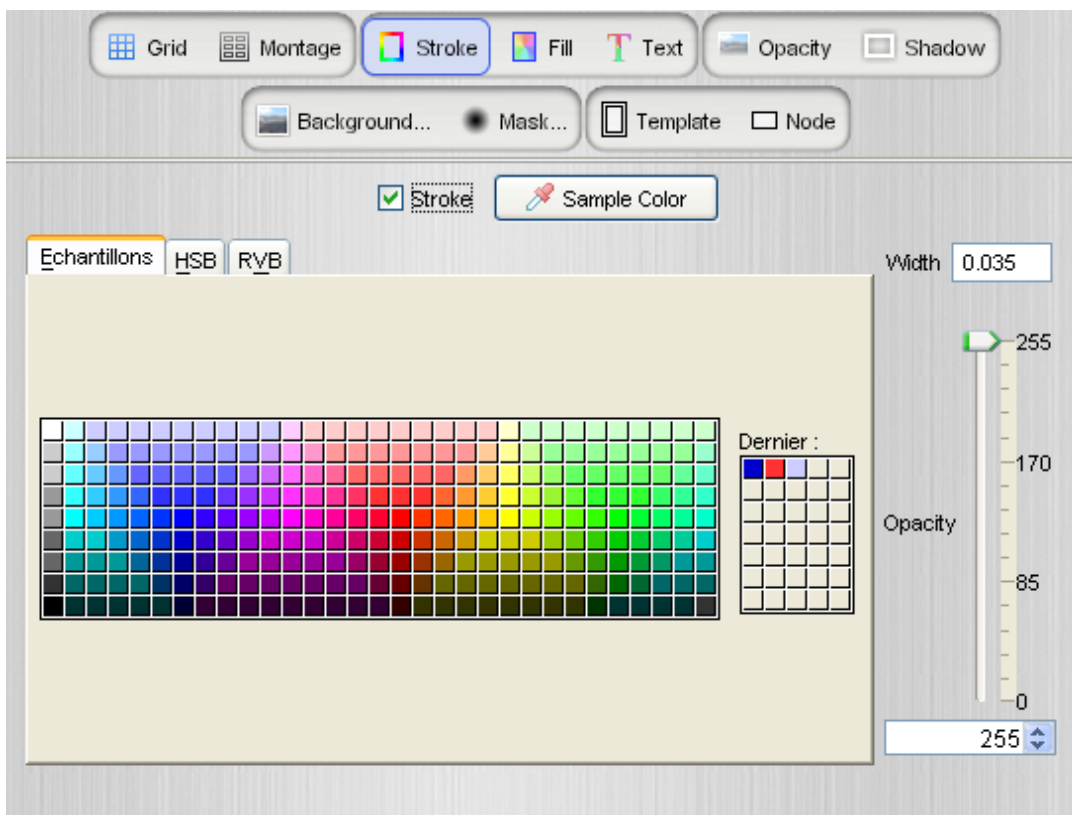 Grid Montage Stroke Fill Text Opacity Shadow
Background... Mask... Template Node
Stroke Sample Color
Echantillons HSB RVB Width 0.035
255
Dernier :
170
Opacity
85
0
255